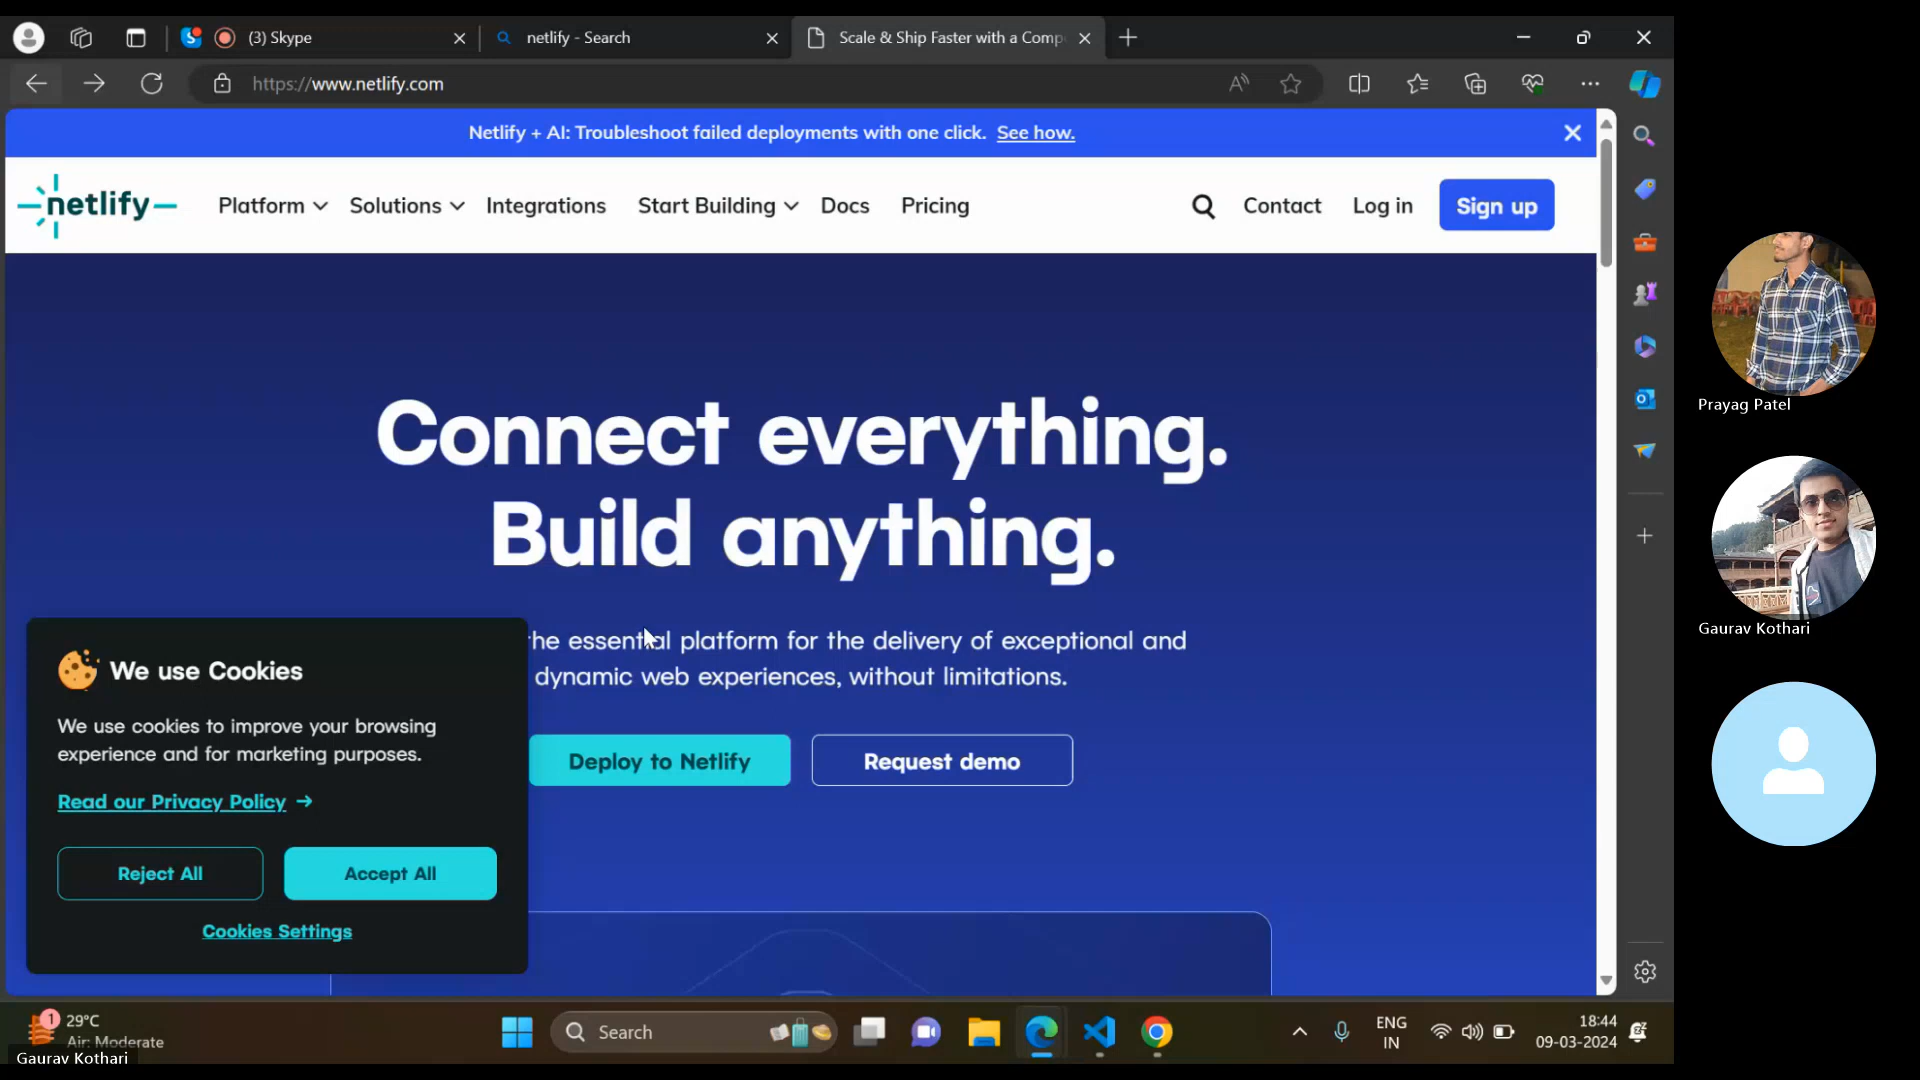 (3) Skype
netlify - Search
Scale & Ship Faster with a Comp
https://www.netlify.com
Netlify + AI: Troubleshoot failed deployments with one click. See how.
netlify
Platform
Solutions
Integrations
Start Building
Docs
Pricing
Contact
Log in
Sign up
Connect everything.
Build anything.
the essential platform for the delivery of exceptional and
dynamic web experiences, without limitations.
Deploy to Netlify
Request demo
We use Cookies
We use cookies to improve your browsing
experience and for marketing purposes.
Read our Privacy Policy →
Reject All
Accept All
Cookies Settings
Prayag Patel
Gaurav Kothari
1
29°C
Air: Moderate
Search
ENG
IN
18:44
09-03-2024
Gaurav Kothari